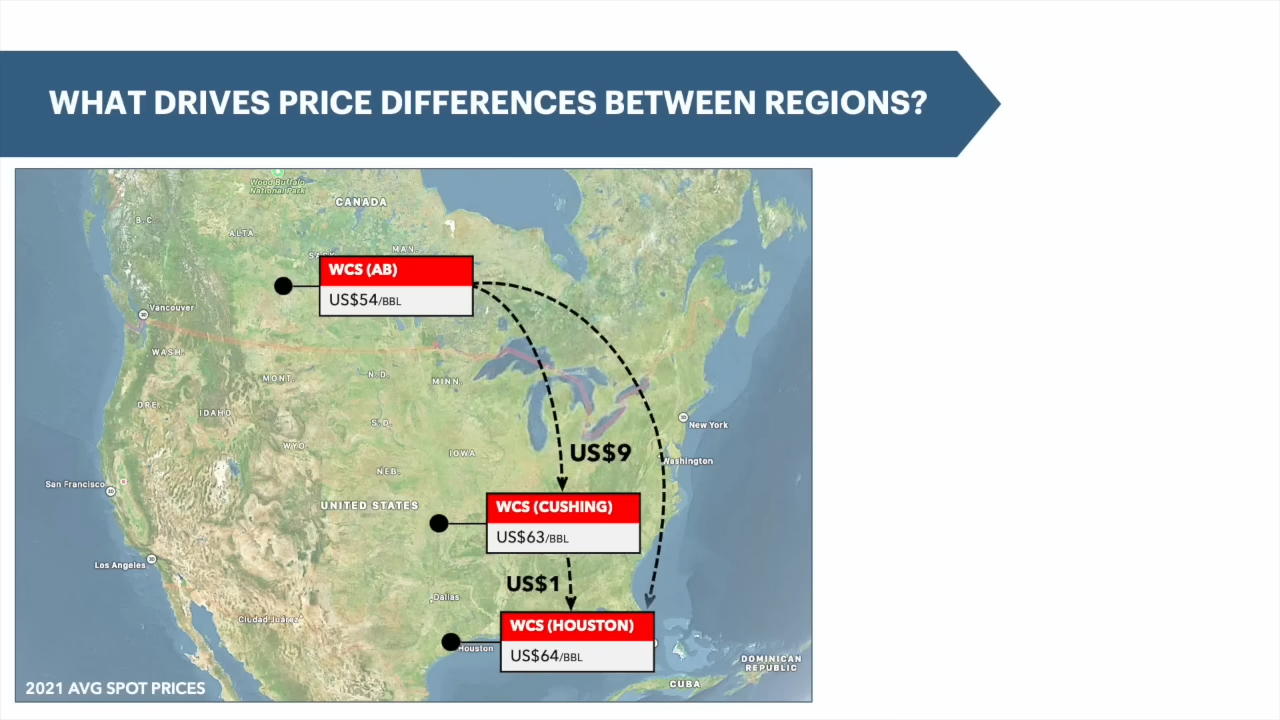 WHAT DRIVES PRICE DIFFERENCES BETWEEN REGIONS?
Wood Buffalo
National Park
CANADA
B.C.
ALTA.
SASK.
MAN.
WCS (AB)
US$54/BBL
Vancouver
WASH.
MONT.
N.D.
MINN.
ORE.
IDAHO
S.D.
New York
WYO.
IOWA
US$9
Washington
NEB.
San Francisco
UNITED STATES
WCS (CUSHING)
US$63/BBL
Los Angeles
US$1
Dallas
Ciudad Juárez
WCS (HOUSTON)
Houston
US$64/BBL
DOMINICAN
REPUBLIC
CUBA
2021 AVG SPOT PRICES